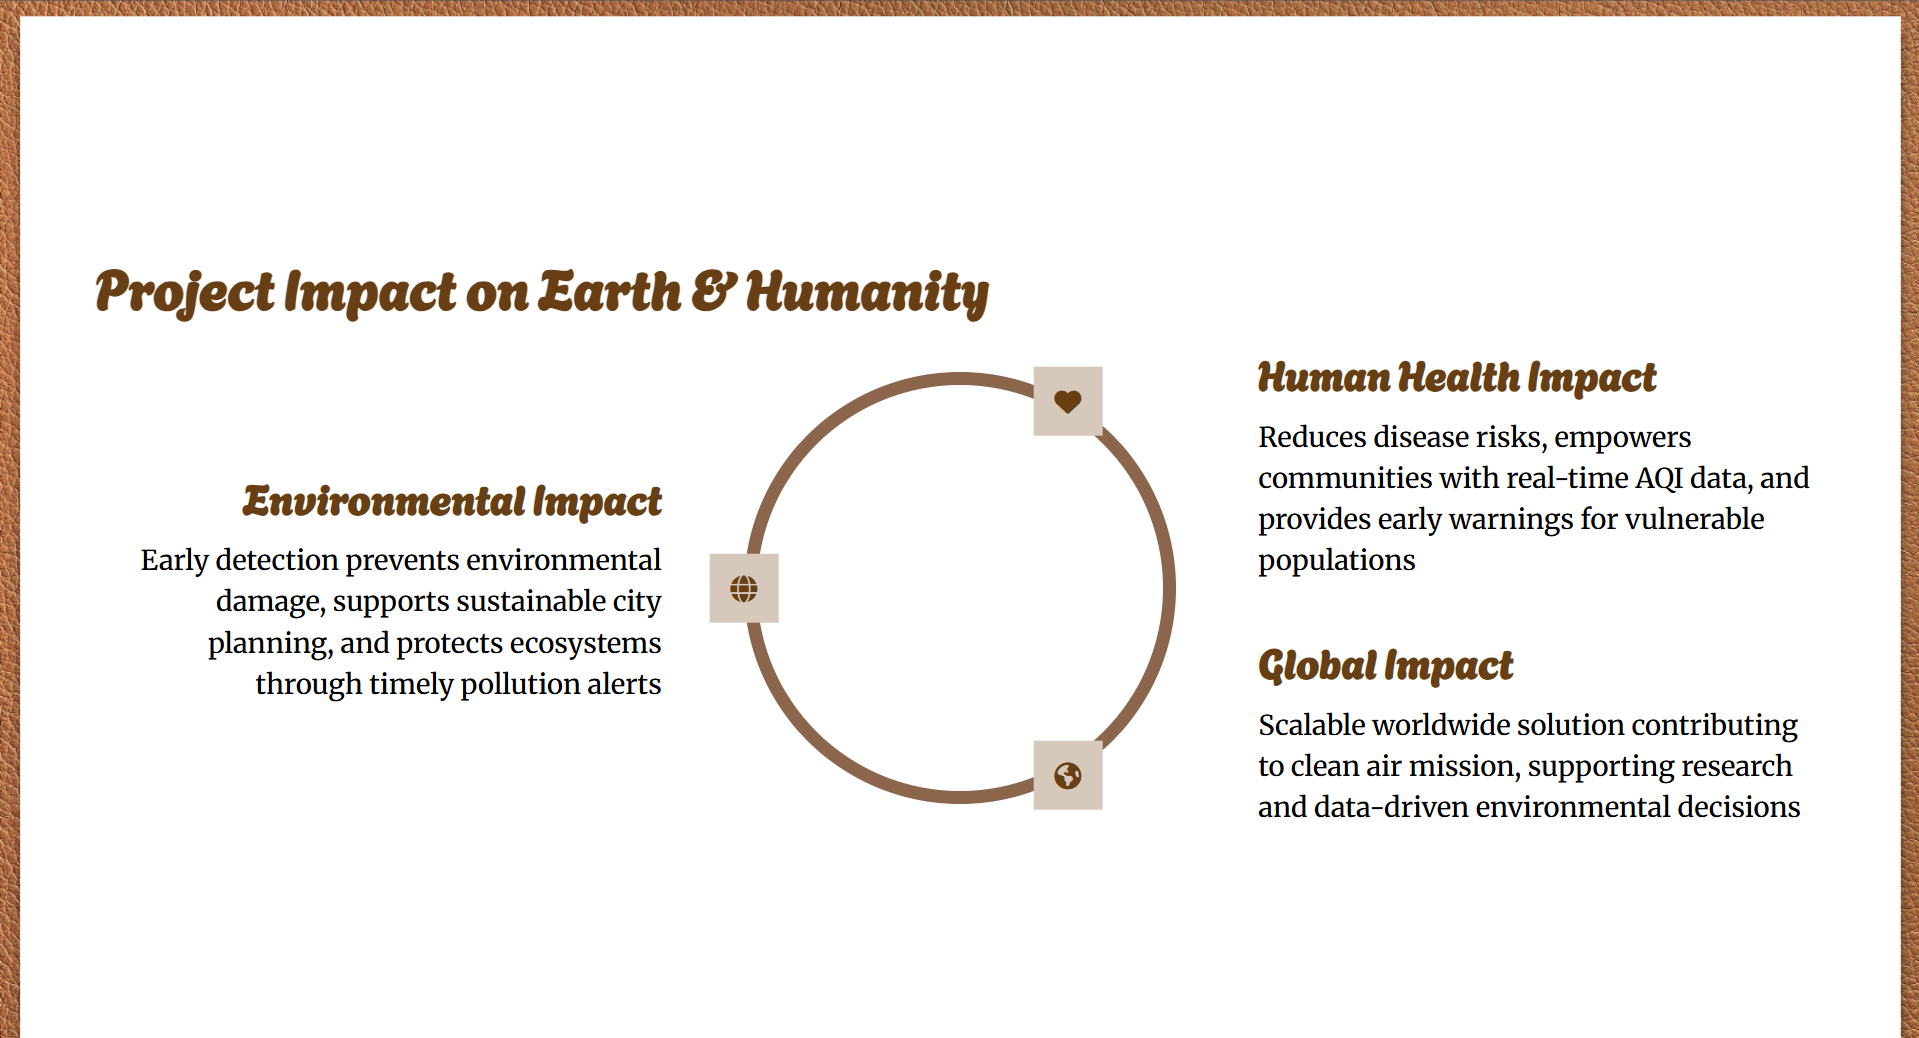 Project Impact on Earth & Humanity
Environmental Impact
Early detection prevents environmental
damage, supports sustainable city
planning, and protects ecosystems
through timely pollution alerts
Human Health Impact
Reduces disease risks, empowers
communities with real-time AQI data, and
provides early warnings for vulnerable
populations
Global Impact
Scalable worldwide solution contributing
to clean air mission, supporting research
and data-driven environmental decisions